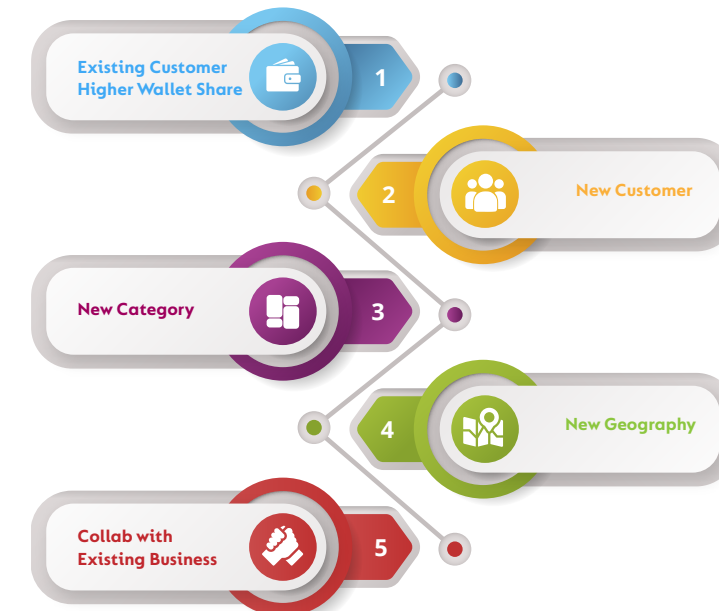 Existing Customer
Higher Wallet Share
1
2
New Customer
New Category
3
4
New Geography
Collab with
Existing Business
5